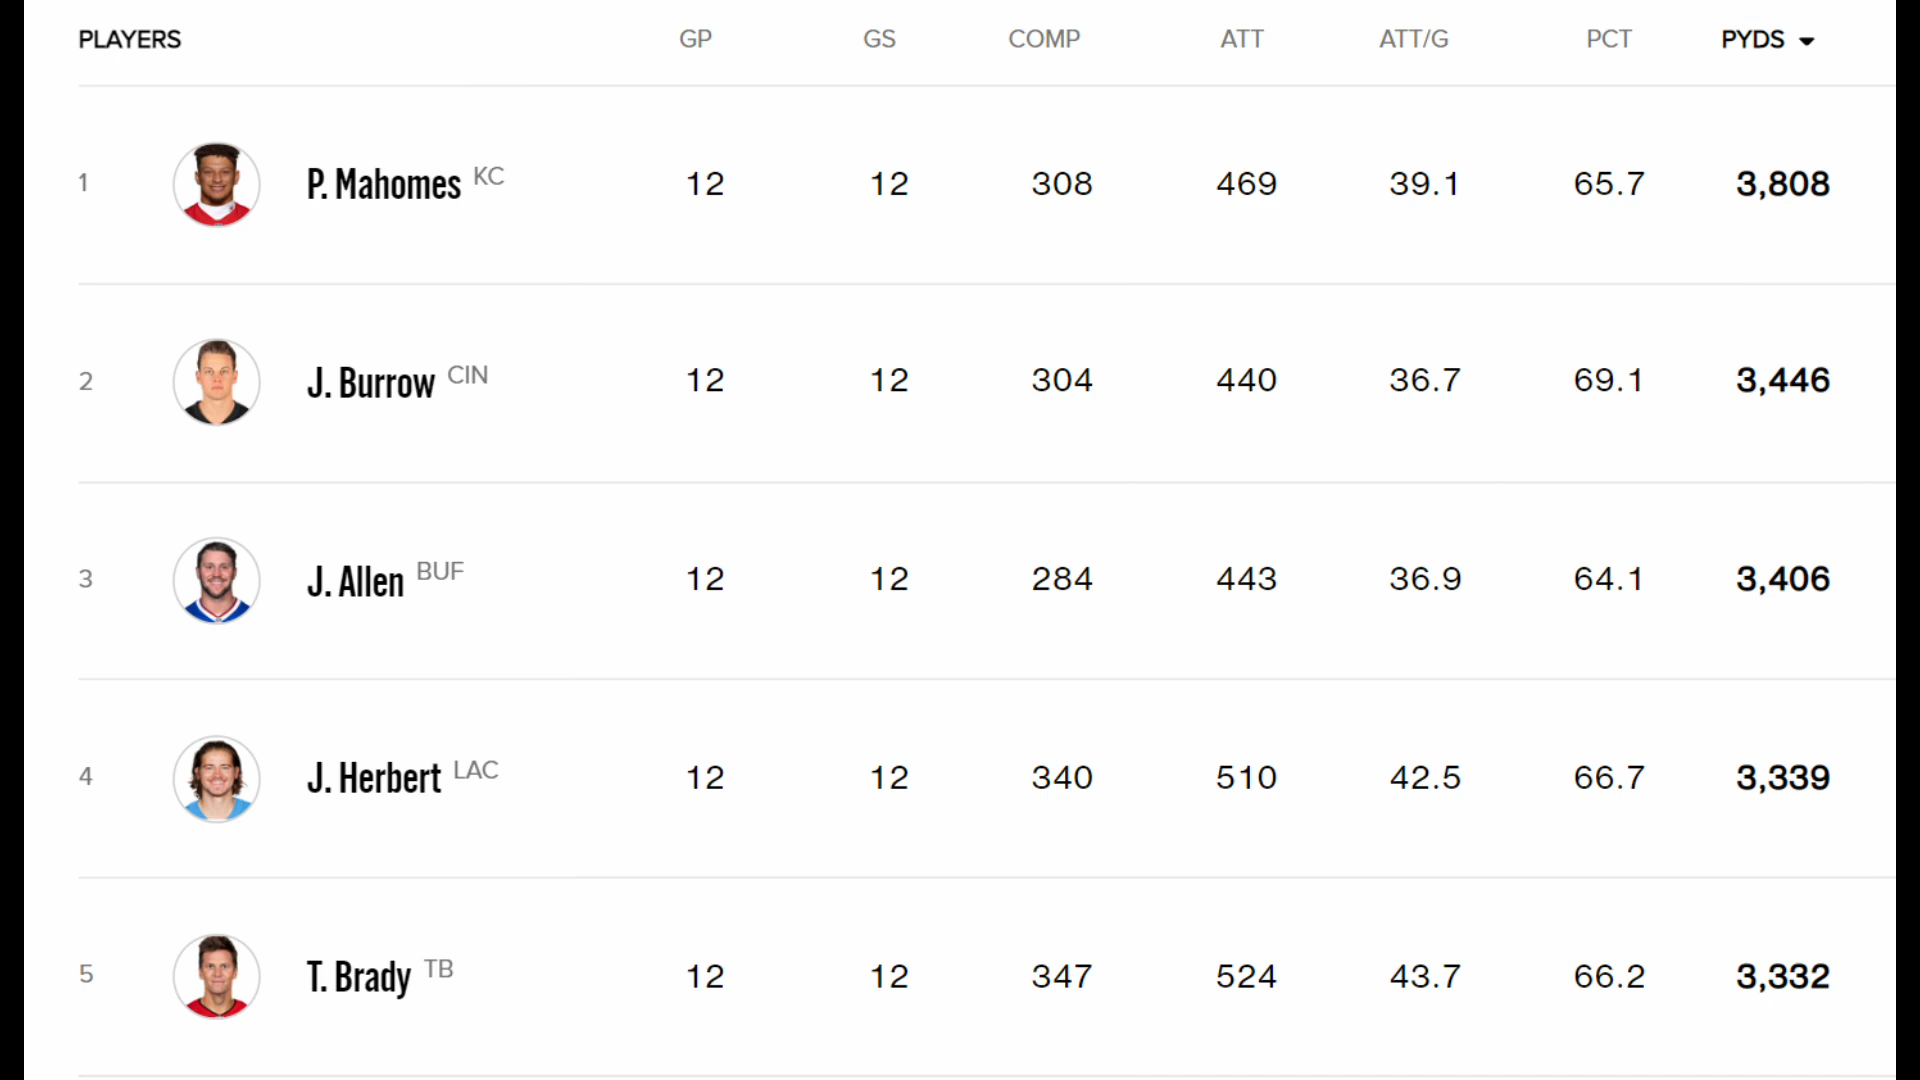 PLAYERS GP GS COMP ATT ATT/G PCT PYDS
1 P. Mahomes KC 12 12 308 469 39.1 65.7 3,808
2 J. Burrow CIN 12 12 304 440 36.7 69.1 3,446
3 J. Allen BUF 12 12 284 443 36.9 64.1 3,406
4 J. Herbert LAC 12 12 340 510 42.5 66.7 3,339
5 T. Brady TB 12 12 347 524 43.7 66.2 3,332